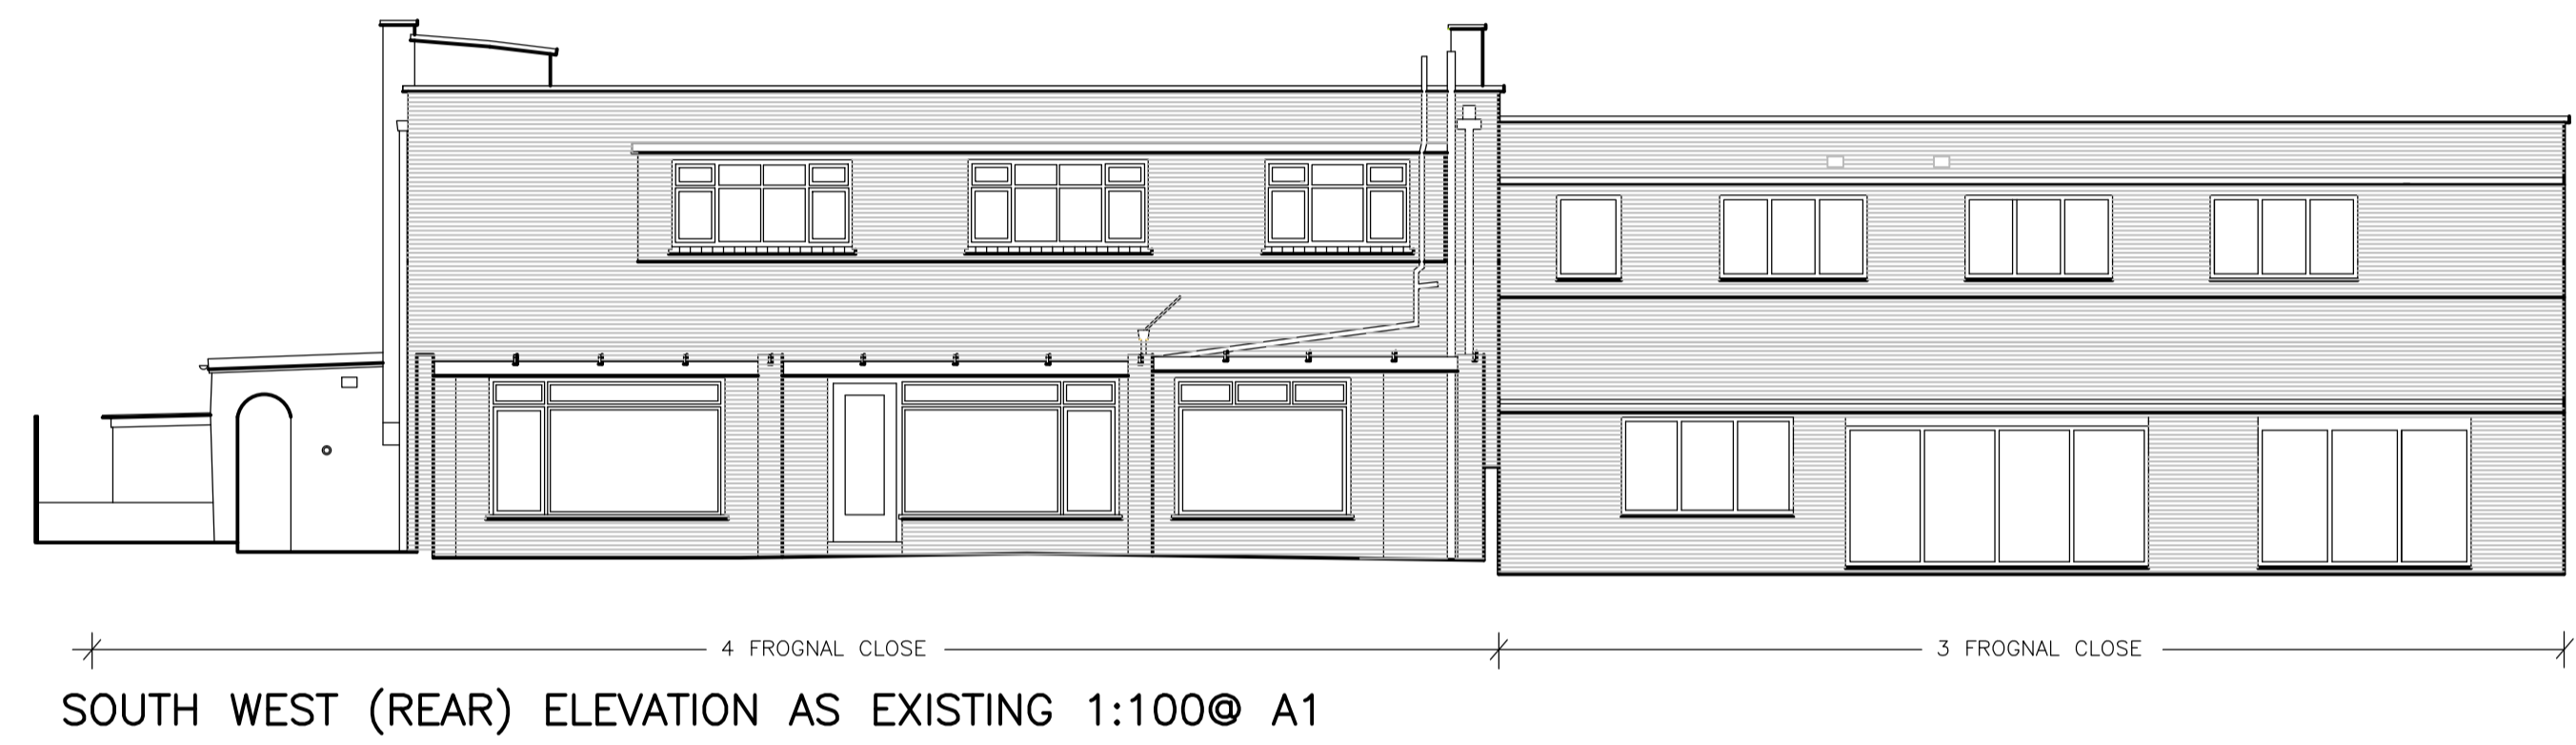 4 FROGNAL CLOSE
3 FROGNAL CLOSE
SOUTH WEST (REAR) ELEVATION AS EXISTING 1:100@ A1